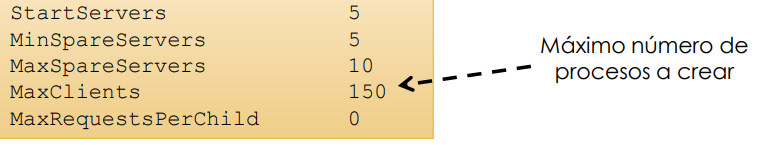 StartServers 5
MinSpareServers 5
MaxSpareServers 10
MaxClients 150
MaxRequestsPerChild 0
Máximo número de
procesos a crear